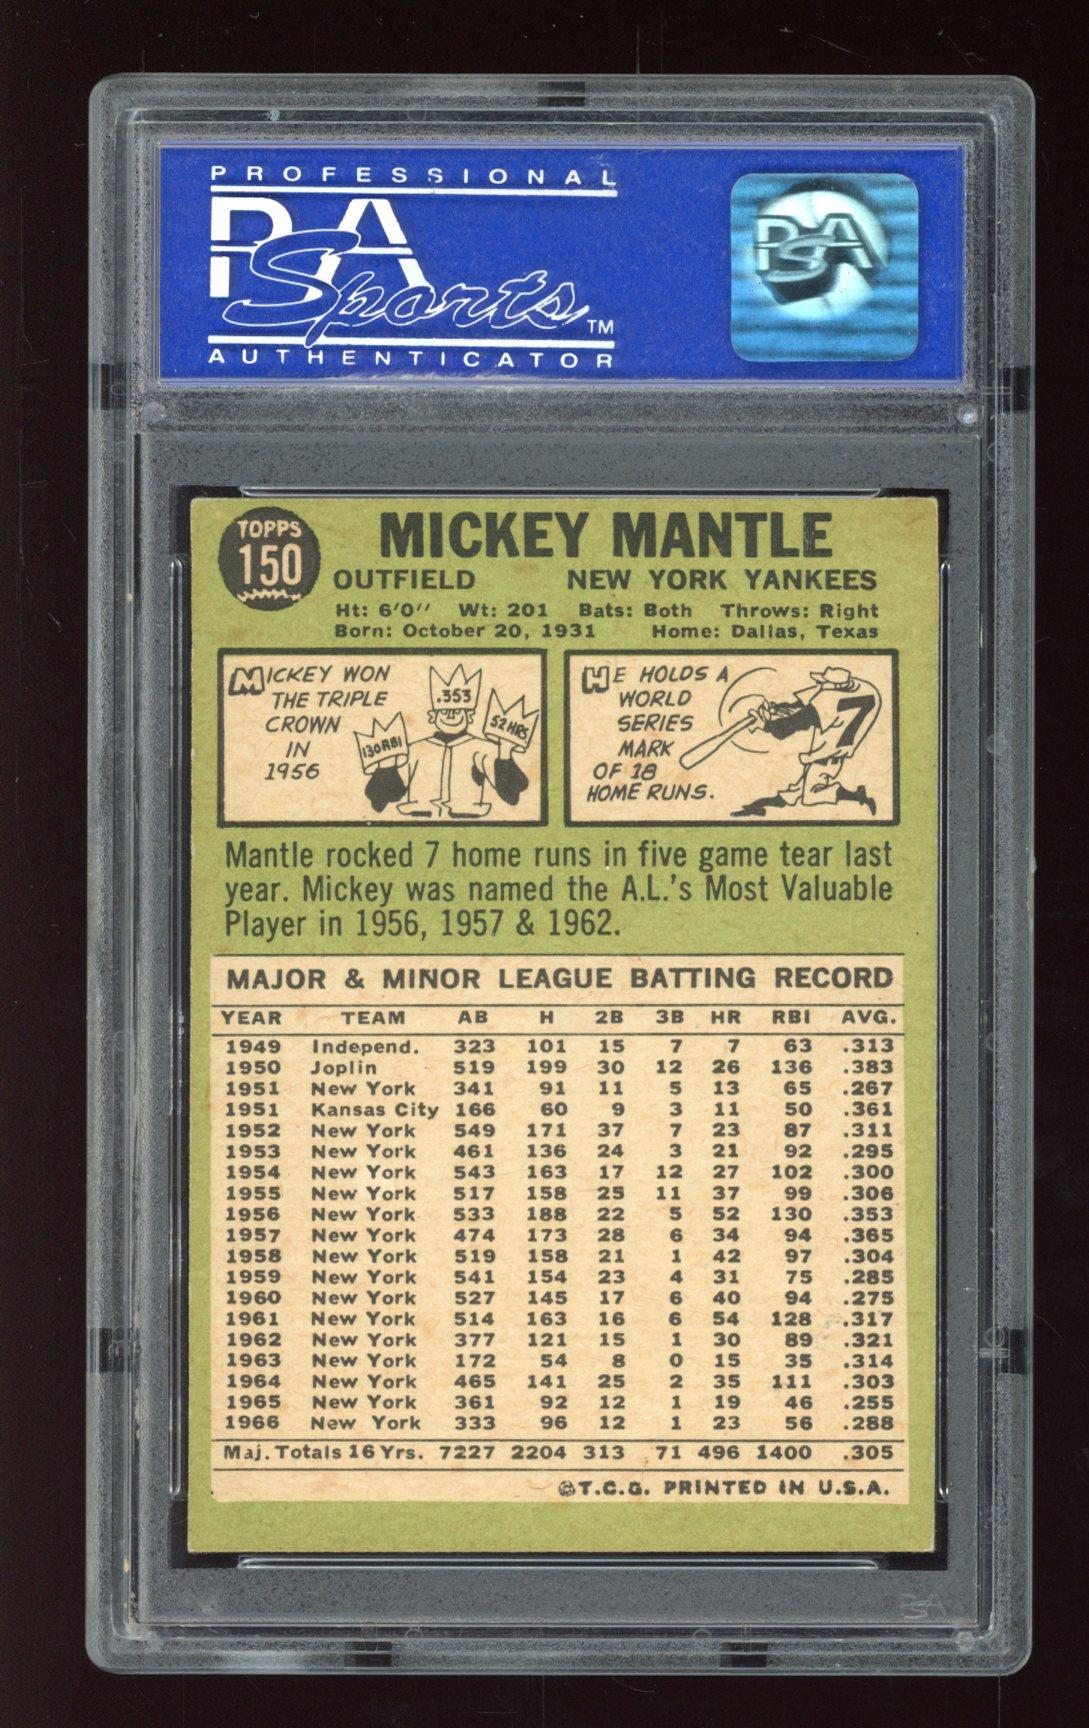 PROFESSIONAL
PSA
Sports™
AUTHENTICATOR
PSA
TOPPS
150
MICKEY MANTLE
OUTFIELD NEW YORK YANKEES
Ht: 6'0" Wt: 201 Bats: Both Throws: Right
Born: October 20, 1931 Home: Dallas, Texas
MICKEY WON
THE TRIPLE
CROWN
IN
1956
.353
130 RBI
52 HRS
HE HOLDS A
WORLD
SERIES
MARK
OF 18
HOME RUNS.
7
Mantle rocked 7 home runs in five game tear last
year. Mickey was named the A.L.'s Most Valuable
Player in 1956, 1957 & 1962.
MAJOR & MINOR LEAGUE BATTING RECORD
YEAR TEAM AB H 2B 3B HR RBI AVG.
1949 Independ. 323 101 15 7 7 63 .313
1950 Joplin 519 199 30 12 26 136 .383
1951 New York 341 91 11 5 13 65 .267
1951 Kansas City 166 60 9 3 11 50 .361
1952 New York 549 171 37 7 23 87 .311
1953 New York 461 136 24 3 21 92 .295
1954 New York 543 163 17 12 27 102 .300
1955 New York 517 158 25 11 37 99 .306
1956 New York 533 188 22 5 52 130 .353
1957 New York 474 173 28 6 34 94 .365
1958 New York 519 158 21 1 42 97 .304
1959 New York 541 154 23 4 31 75 .285
1960 New York 527 145 17 6 40 94 .275
1961 New York 514 163 16 6 54 128 .317
1962 New York 377 121 15 1 30 89 .321
1963 New York 172 54 8 0 15 35 .314
1964 New York 465 141 25 2 35 111 .303
1965 New York 361 92 12 1 19 46 .255
1966 New York 333 96 12 1 23 56 .288
Maj. Totals 16 Yrs. 7227 2204 313 71 496 1400 .305
©T.C.G. PRINTED IN U.S.A.
PSA